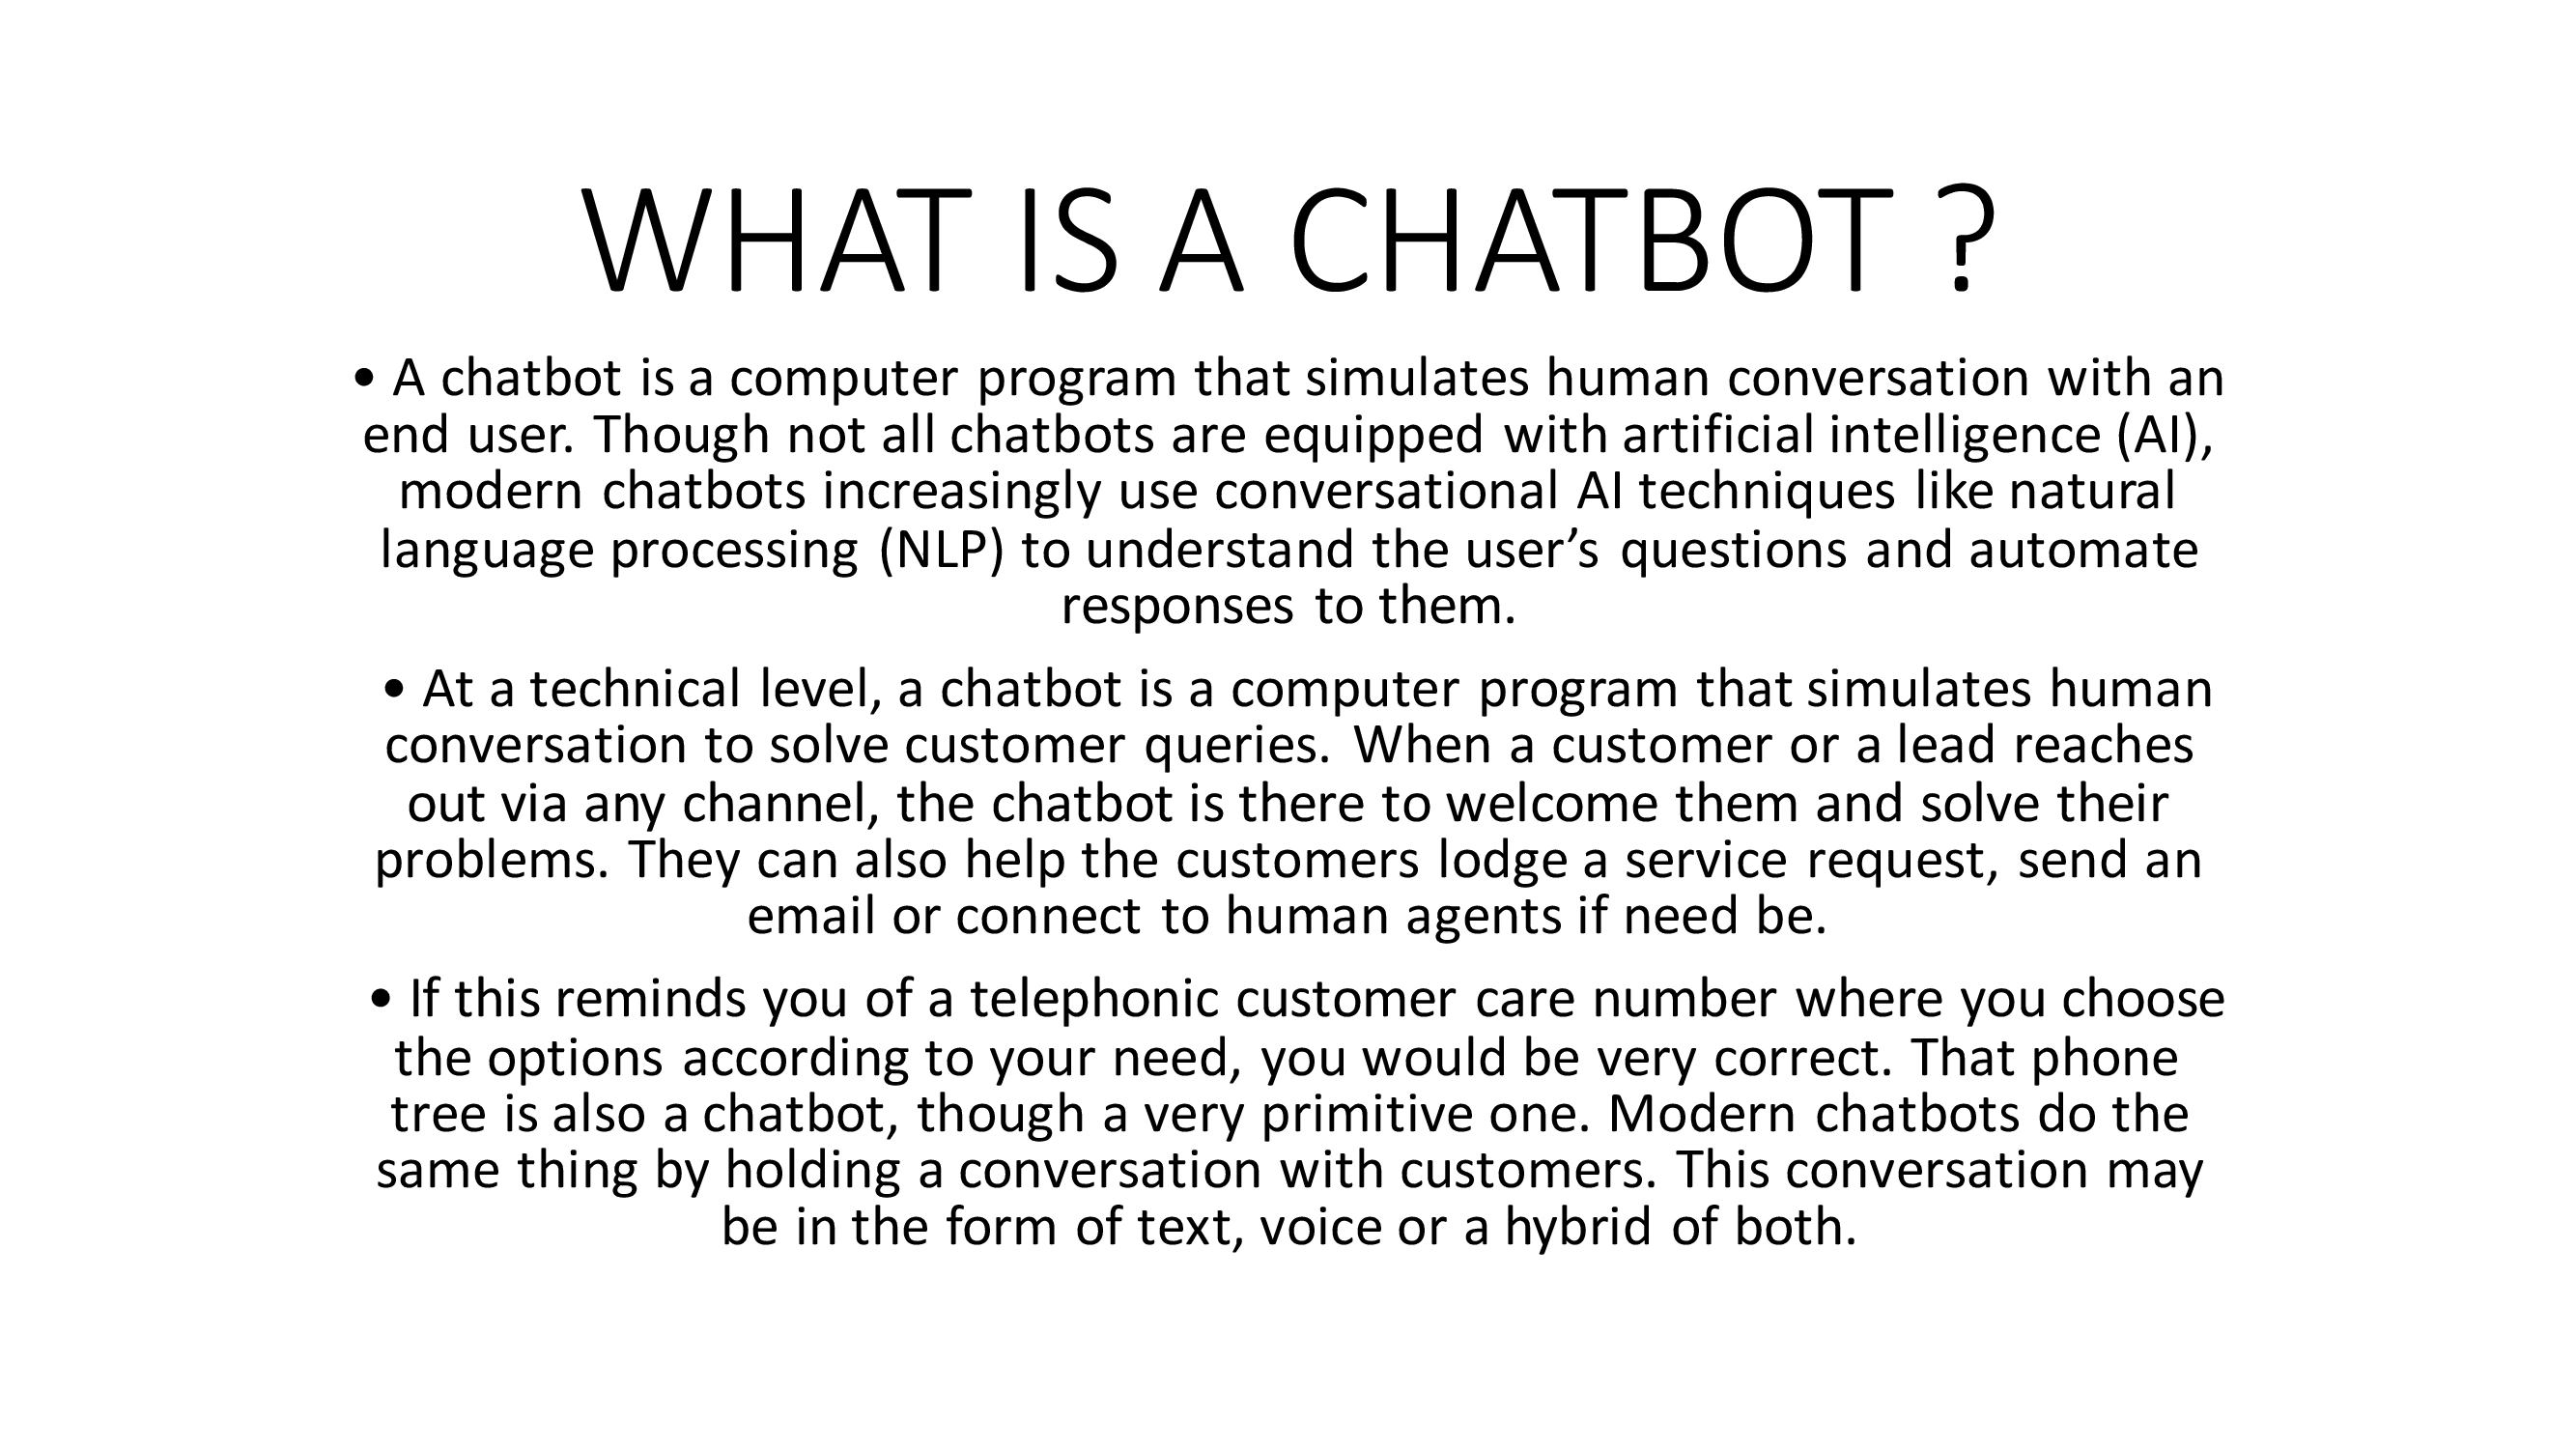 WHAT IS A CHATBOT ?
• A chatbot is a computer program that simulates human conversation with an
end user. Though not all chatbots are equipped with artificial intelligence (AI),
modern chatbots increasingly use conversational AI techniques like natural
language processing (NLP) to understand the user’s questions and automate
responses to them.
• At a technical level, a chatbot is a computer program that simulates human
conversation to solve customer queries. When a customer or a lead reaches
out via any channel, the chatbot is there to welcome them and solve their
problems. They can also help the customers lodge a service request, send an
email or connect to human agents if need be.
• If this reminds you of a telephonic customer care number where you choose
the options according to your need, you would be very correct. That phone
tree is also a chatbot, though a very primitive one. Modern chatbots do the
same thing by holding a conversation with customers. This conversation may
be in the form of text, voice or a hybrid of both.